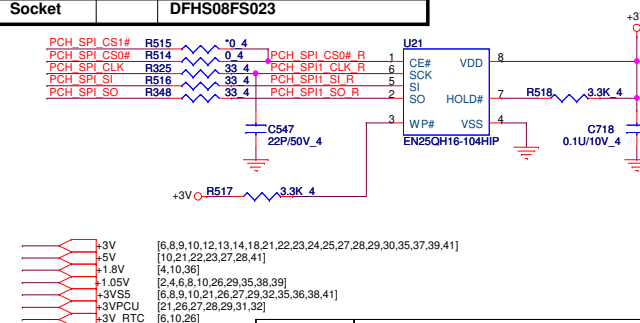 Socket DFHS08FS023
+3
PCH_SPI_CS1# R515 *0_4
PCH_SPI_CS0# R514 0_4 PCH_SPI_CS0#_R
PCH_SPI_CLK R325 33_4 PCH_SPI1_CLK_R
PCH_SPI_SI R516 33_4 PCH_SPI1_SI_R
PCH_SPI_SO R348 33_4 PCH_SPI1_SO_R
U21
1 CE# VDD 8
6 SCK
5 SI
2 SO HOLD# 7 R518 3.3K_4
3 WP# VSS 4
EN25QH16-104HIP
C547
22P/50V_4
C718
0.1U/10V_4
+3V R517 3.3K_4
+3V [6,8,9,10,12,13,14,18,21,22,23,24,25,27,28,29,30,35,37,39,41]
+5V [10,21,22,23,27,28,41]
+1.8V [4,10,36]
+1.05V [2,4,6,8,10,26,29,35,38,39]
+3VS5 [6,8,9,10,21,26,27,29,32,35,36,38,41]
+3VPCU [21,26,27,28,29,31,32]
+3V_RTC [6,10,26]